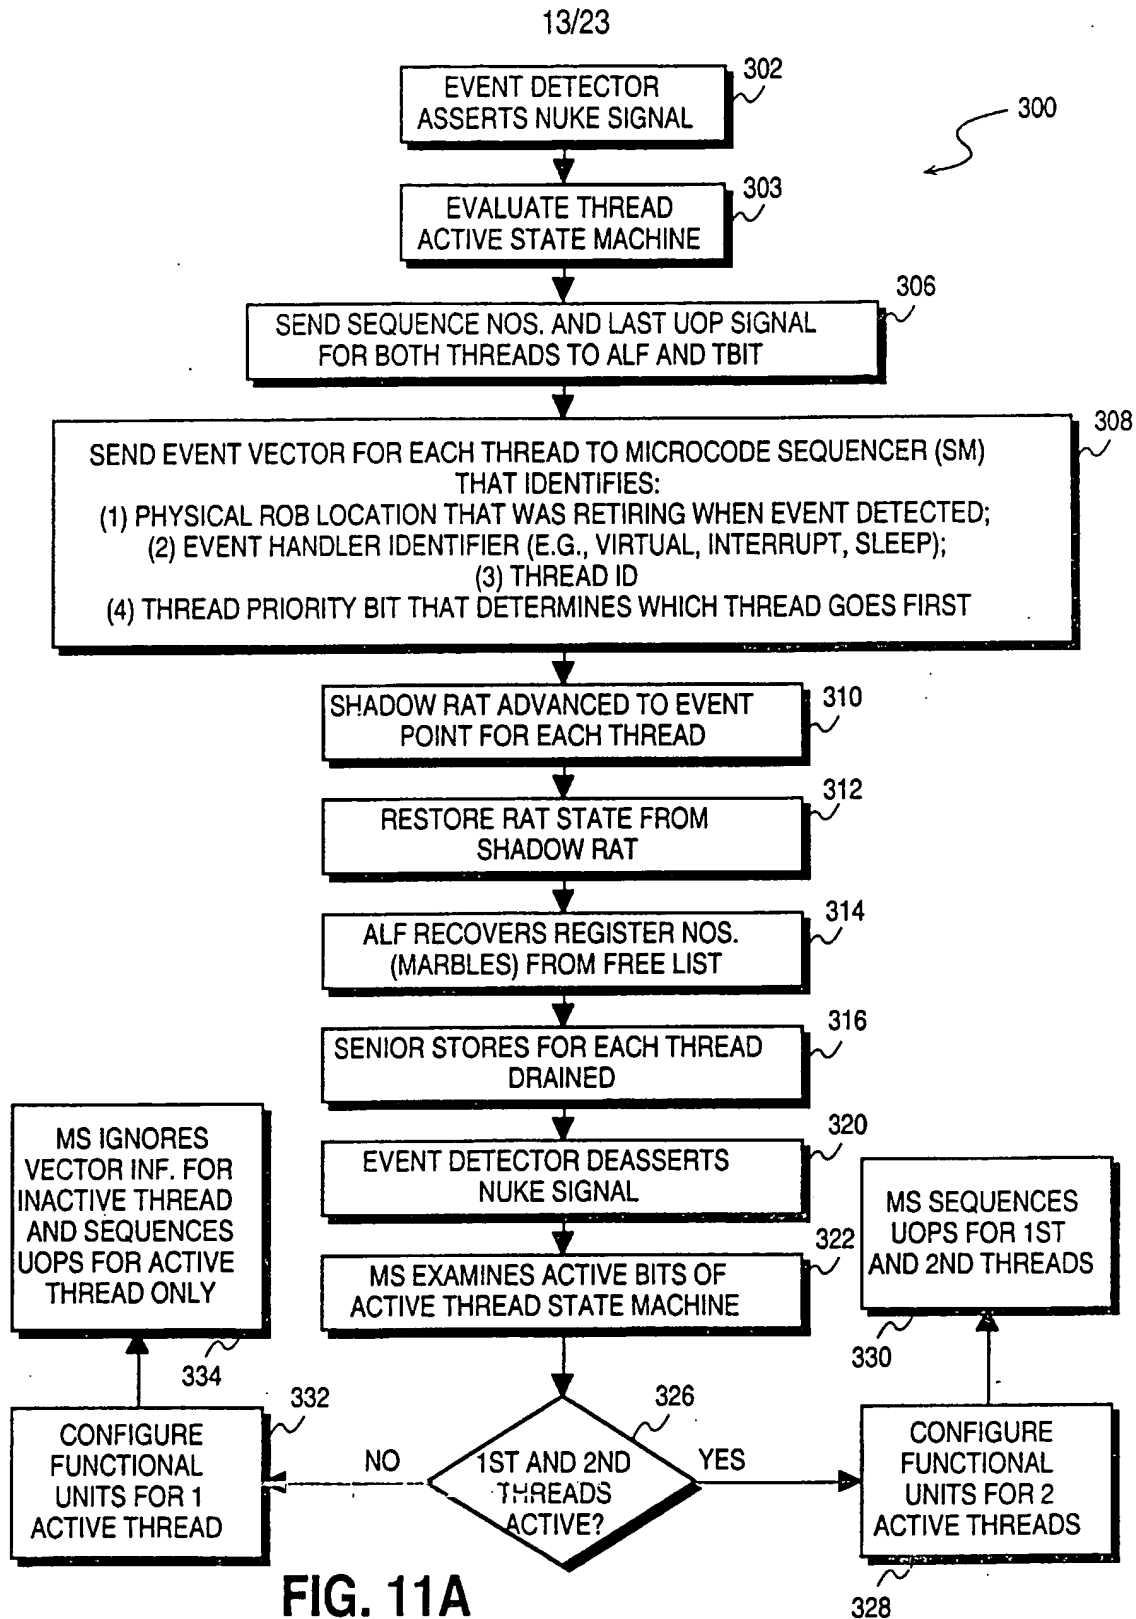 13/23
EVENT DETECTOR
ASSERTS NUKE SIGNAL
302
300
EVALUATE THREAD
ACTIVE STATE MACHINE
303
SEND SEQUENCE NOS. AND LAST UOP SIGNAL
FOR BOTH THREADS TO ALF AND TBIT
306
SEND EVENT VECTOR FOR EACH THREAD TO MICROCODE SEQUENCER (SM)
THAT IDENTIFIES:
(1) PHYSICAL ROB LOCATION THAT WAS RETIRING WHEN EVENT DETECTED;
(2) EVENT HANDLER IDENTIFIER (E.G., VIRTUAL, INTERRUPT, SLEEP);
(3) THREAD ID
(4) THREAD PRIORITY BIT THAT DETERMINES WHICH THREAD GOES FIRST
308
SHADOW RAT ADVANCED TO EVENT
POINT FOR EACH THREAD
310
RESTORE RAT STATE FROM
SHADOW RAT
312
ALF RECOVERS REGISTER NOS.
(MARBLES) FROM FREE LIST
314
SENIOR STORES FOR EACH THREAD
DRAINED
316
EVENT DETECTOR DEASSERTS
NUKE SIGNAL
320
MS EXAMINES ACTIVE BITS OF
ACTIVE THREAD STATE MACHINE
322
MS IGNORES
VECTOR INF. FOR
INACTIVE THREAD
AND SEQUENCES
UOPS FOR ACTIVE
THREAD ONLY
334
MS SEQUENCES
UOPS FOR 1ST
AND 2ND THREADS
330
CONFIGURE
FUNCTIONAL
UNITS FOR 1
ACTIVE THREAD
332
NO
1ST AND 2ND
THREADS
ACTIVE?
326
YES
CONFIGURE
FUNCTIONAL
UNITS FOR 2
ACTIVE THREADS
328
FIG. 11A